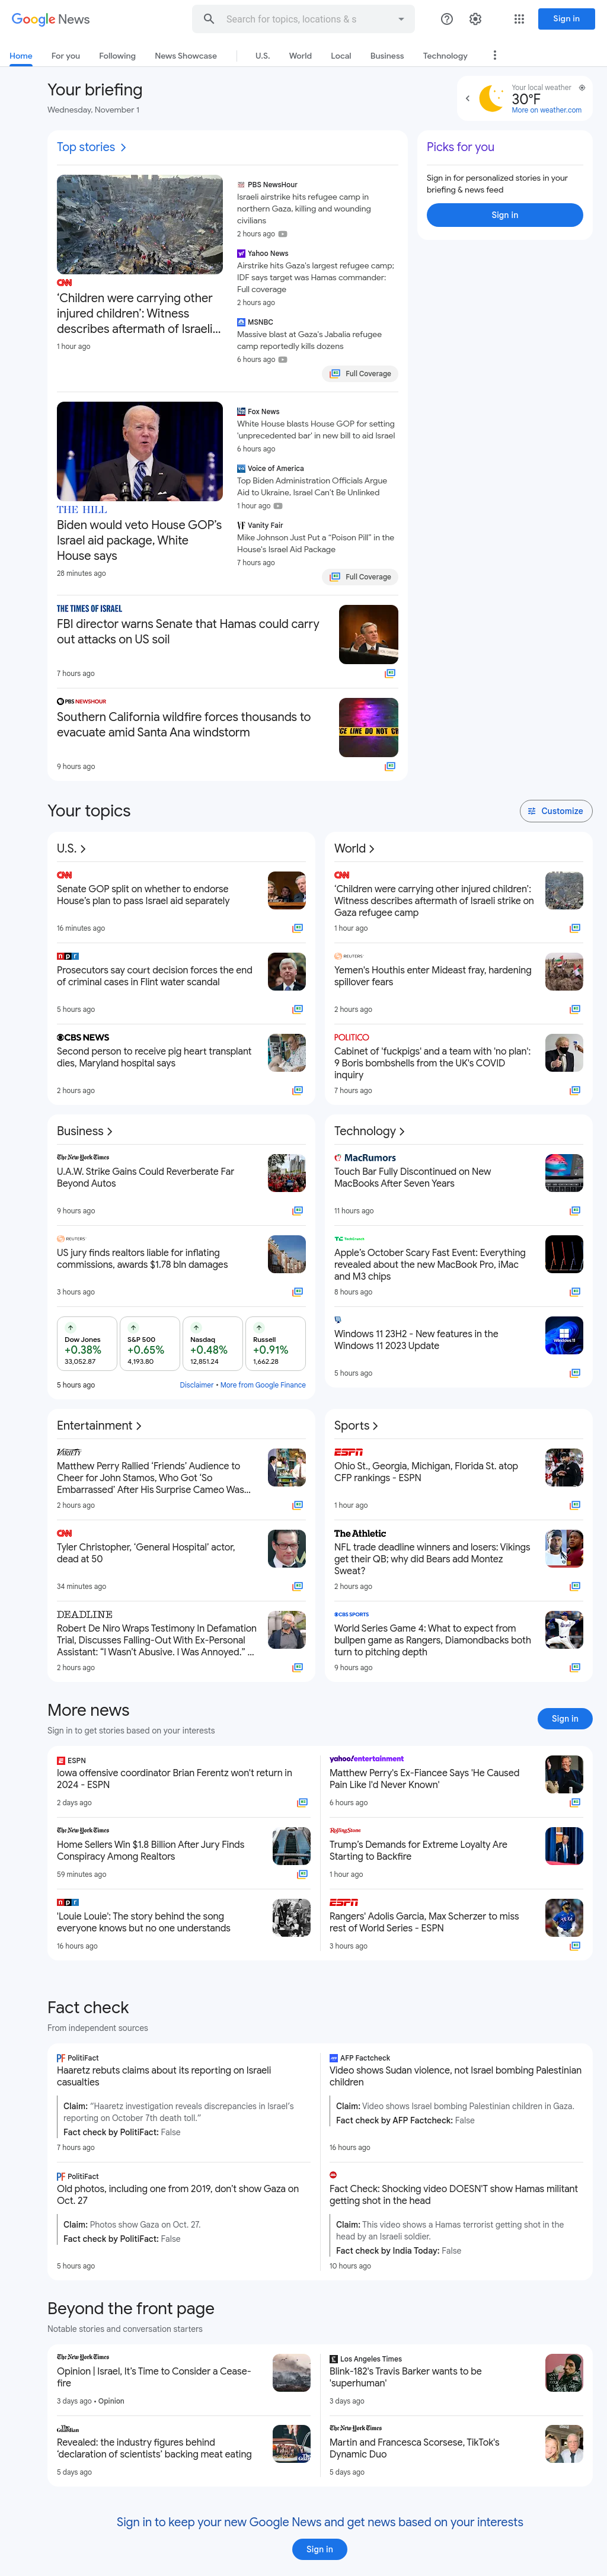 Google News
Search for topics, locations & s
Sign in
Home For you Following News Showcase U.S. World Local Business Technology
Your briefing
Wednesday, November 1
Your local weather
30°F
More on weather.com
Top stories
CNN
‘Children were carrying other
injured children’: Witness
describes aftermath of Israeli...
1 hour ago
PBS NewsHour
Israeli airstrike hits refugee camp in
northern Gaza, killing and wounding
civilians
2 hours ago
Yahoo News
Airstrike hits Gaza's largest refugee camp;
IDF says target was Hamas commander:
Full coverage
2 hours ago
MSNBC
Massive blast at Gaza's Jabalia refugee
camp reportedly kills dozens
6 hours ago
Full Coverage
Picks for you
Sign in for personalized stories in your
briefing & news feed
Sign in
THE HILL
Biden would veto House GOP’s
Israel aid package, White
House says
28 minutes ago
Fox News
White House blasts House GOP for setting
'unprecedented bar' in new bill to aid Israel
6 hours ago
Voice of America
Top Biden Administration Officials Argue
Aid to Ukraine, Israel Can’t Be Unlinked
1 hour ago
Vanity Fair
Mike Johnson Just Put a “Poison Pill” in the
House’s Israel Aid Package
7 hours ago
Full Coverage
THE TIMES OF ISRAEL
FBI director warns Senate that Hamas could carry
out attacks on US soil
7 hours ago
PBS NEWSHOUR
Southern California wildfire forces thousands to
evacuate amid Santa Ana windstorm
9 hours ago
Your topics
Customize
U.S.
CNN
Senate GOP split on whether to endorse
House’s plan to pass Israel aid separately
16 minutes ago
npr
Prosecutors say court decision forces the end
of criminal cases in Flint water scandal
5 hours ago
CBS NEWS
Second person to receive pig heart transplant
dies, Maryland hospital says
2 hours ago
World
CNN
‘Children were carrying other injured children’:
Witness describes aftermath of Israeli strike on
Gaza refugee camp
1 hour ago
REUTERS
Yemen's Houthis enter Mideast fray, hardening
spillover fears
2 hours ago
POLITICO
Cabinet of 'fuckpigs' and a team with 'no plan':
9 Boris bombshells from the UK's COVID
inquiry
7 hours ago
Business
The New York Times
U.A.W. Strike Gains Could Reverberate Far
Beyond Autos
9 hours ago
REUTERS
US jury finds realtors liable for inflating
commissions, awards $1.78 bln damages
3 hours ago
Dow Jones
+0.38%
33,052.87
S&P 500
+0.65%
4,193.80
Nasdaq
+0.48%
12,851.24
Russell
+0.91%
1,662.28
5 hours ago
Disclaimer • More from Google Finance
Technology
MacRumors
Touch Bar Fully Discontinued on New
MacBooks After Seven Years
11 hours ago
TechCrunch
Apple’s October Scary Fast Event: Everything
revealed about the new MacBook Pro, iMac
and M3 chips
8 hours ago
Windows 11 23H2 - New features in the
Windows 11 2023 Update
5 hours ago
Entertainment
VARIETY
Matthew Perry Rallied ‘Friends’ Audience to
Cheer for John Stamos, Who Got ‘So
Embarrassed’ After His Surprise Cameo Was...
2 hours ago
CNN
Tyler Christopher, ‘General Hospital’ actor,
dead at 50
34 minutes ago
DEADLINE
Robert De Niro Wraps Testimony In Defamation
Trial, Discusses Falling-Out With Ex-Personal
Assistant: “I Wasn’t Abusive. I Was Annoyed.” ...
2 hours ago
Sports
ESPN
Ohio St., Georgia, Michigan, Florida St. atop
CFP rankings - ESPN
1 hour ago
The Athletic
NFL trade deadline winners and losers: Vikings
get their QB; why did Bears add Montez
Sweat?
2 hours ago
CBS SPORTS
World Series Game 4: What to expect from
bullpen game as Rangers, Diamondbacks both
turn to pitching depth
9 hours ago
More news
Sign in to get stories based on your interests
Sign in
ESPN
Iowa offensive coordinator Brian Ferentz won't return in
2024 - ESPN
2 days ago
The New York Times
Home Sellers Win $1.8 Billion After Jury Finds
Conspiracy Among Realtors
59 minutes ago
npr
'Louie Louie': The story behind the song
everyone knows but no one understands
16 hours ago
yahoo!entertainment
Matthew Perry's Ex-Fiancee Says 'He Caused
Pain Like I'd Never Known'
6 hours ago
RollingStone
Trump’s Demands for Extreme Loyalty Are
Starting to Backfire
1 hour ago
ESPN
Rangers' Adolis Garcia, Max Scherzer to miss
rest of World Series - ESPN
3 hours ago
Fact check
From independent sources
PolitiFact
Haaretz rebuts claims about its reporting on Israeli
casualties
Claim: “Haaretz investigation reveals discrepancies in Israel’s
reporting on October 7th death toll.”
Fact check by PolitiFact: False
7 hours ago
PolitiFact
Old photos, including one from 2019, don’t show Gaza on
Oct. 27
Claim: Photos show Gaza on Oct. 27.
Fact check by PolitiFact: False
5 hours ago
AFP Factcheck
Video shows Sudan violence, not Israel bombing Palestinian
children
Claim: Video shows Israel bombing Palestinian children in Gaza.
Fact check by AFP Factcheck: False
16 hours ago
Fact Check: Shocking video DOESN'T show Hamas militant
getting shot in the head
Claim: This video shows a Hamas terrorist getting shot in the
head by an Israeli soldier.
Fact check by India Today: False
10 hours ago
Beyond the front page
Notable stories and conversation starters
The New York Times
Opinion | Israel, It’s Time to Consider a Cease-
fire
3 days ago • Opinion
The Guardian
Revealed: the industry figures behind
‘declaration of scientists’ backing meat eating
5 days ago
Los Angeles Times
Blink-182's Travis Barker wants to be
'superhuman'
3 days ago
The New York Times
Martin and Francesca Scorsese, TikTok's
Dynamic Duo
5 days ago
Sign in to keep your new Google News and get news based on your interests
Sign in